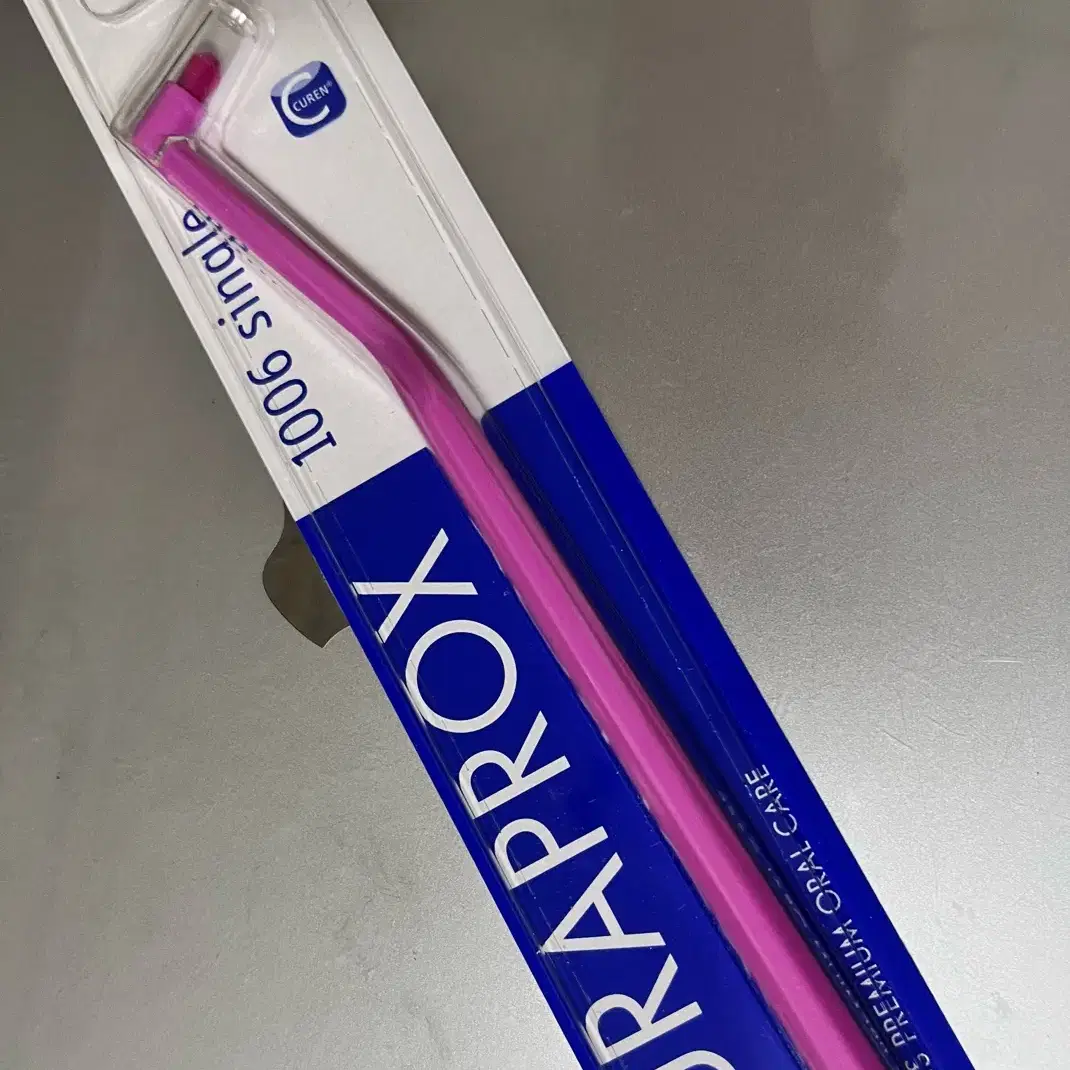 CUREN®
1006 single
URAPROX
PREMIUM ORAL CARE